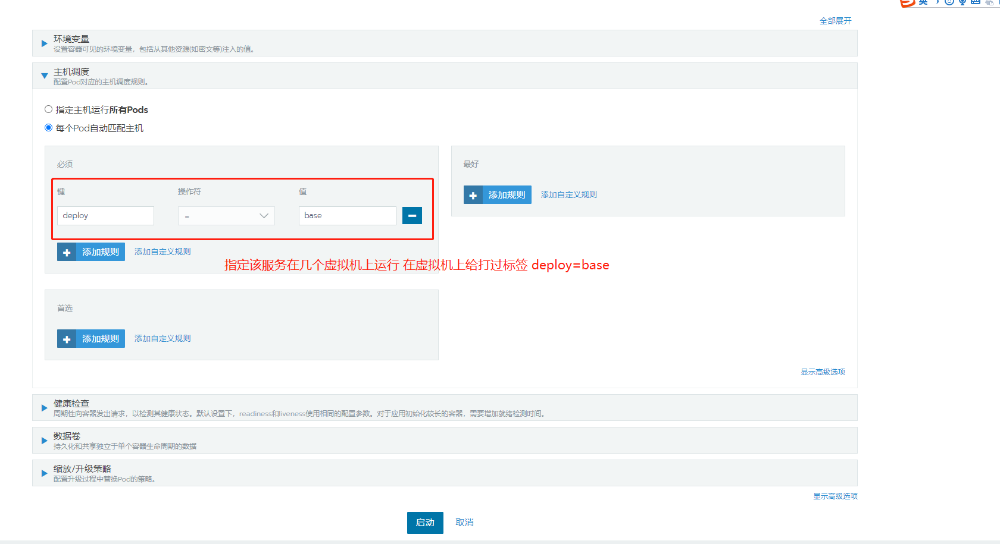 英
全部展开
环境变量
设置容器可见的环境变量，包括从其他资源(如密文等)注入的值。
主机调度
配置Pod对应的主机调度规则。
指定主机运行所有Pods
每个Pod自动匹配主机
必须
最好
键 操作符 值
添加规则 添加自定义规则
deploy = base
添加规则 添加自定义规则
指定该服务在几个虚拟机上运行 在虚拟机上给打过标签 deploy=base
首选
添加规则 添加自定义规则
显示高级选项
健康检查
周期性向容器发出请求，以检测其健康状态。默认设置下，readiness和liveness使用相同的配置参数。对于应用初始化较长的容器，需要增加就绪检测时间。
数据卷
持久化和共享独立于单个容器生命周期的数据
缩放/升级策略
配置升级过程中替换Pod的策略。
显示高级选项
启动 取消